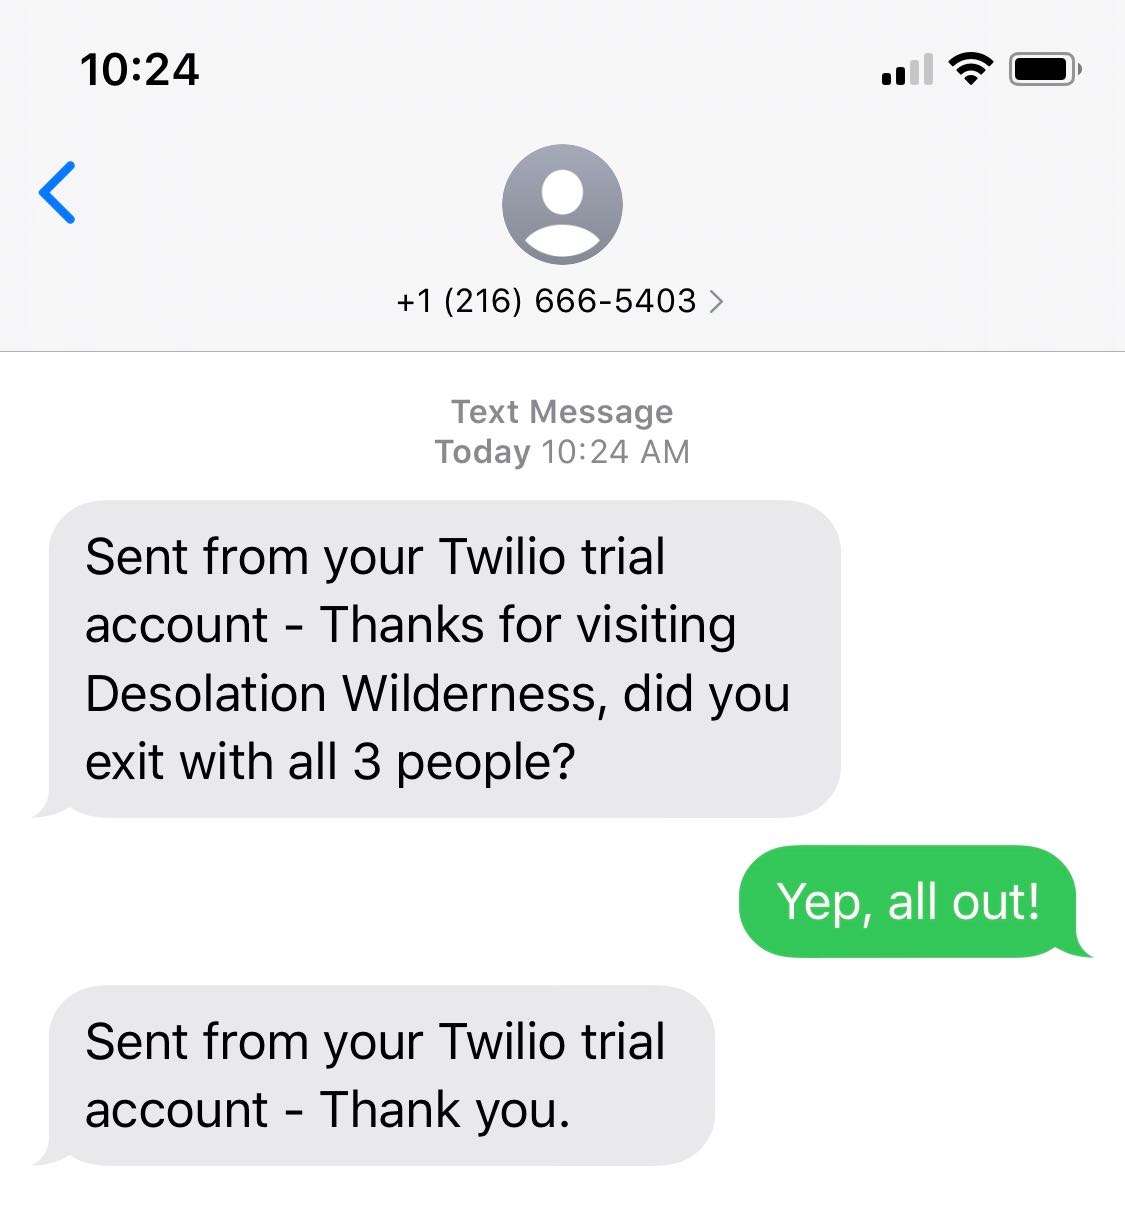 10:24
+1 (216) 666-5403
Text Message
Today 10:24 AM
Sent from your Twilio trial
account - Thanks for visiting
Desolation Wilderness, did you
exit with all 3 people?
Yep, all out!
Sent from your Twilio trial
account - Thank you.